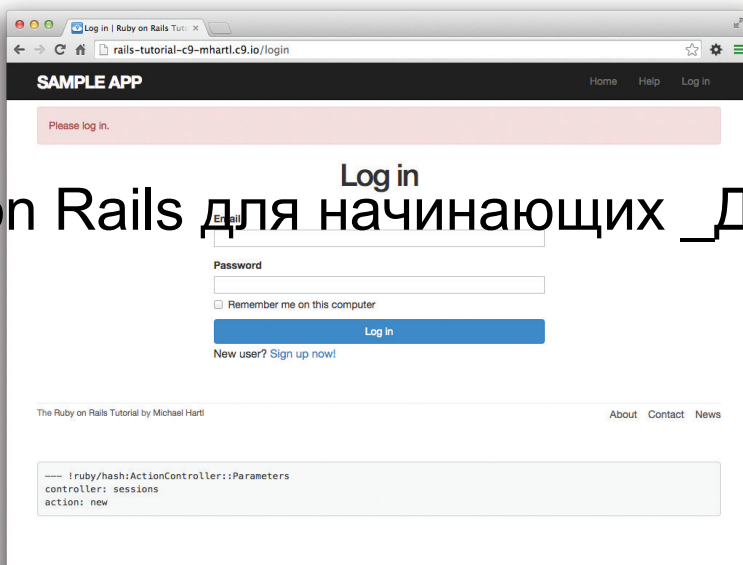 Log in | Ruby on Rails Tut
rails-tutorial-c9-mhartl.c9.io/login
SAMPLE APP
Home Help Log in
Please log in.
Log in
on Rails для начинающих _Д
Email
Password
Remember me on this computer
Log in
New user? Sign up now!
The Ruby on Rails Tutorial by Michael Hartl
About Contact News
--- !ruby/hash:ActionController::Parameters
controller: sessions
action: new